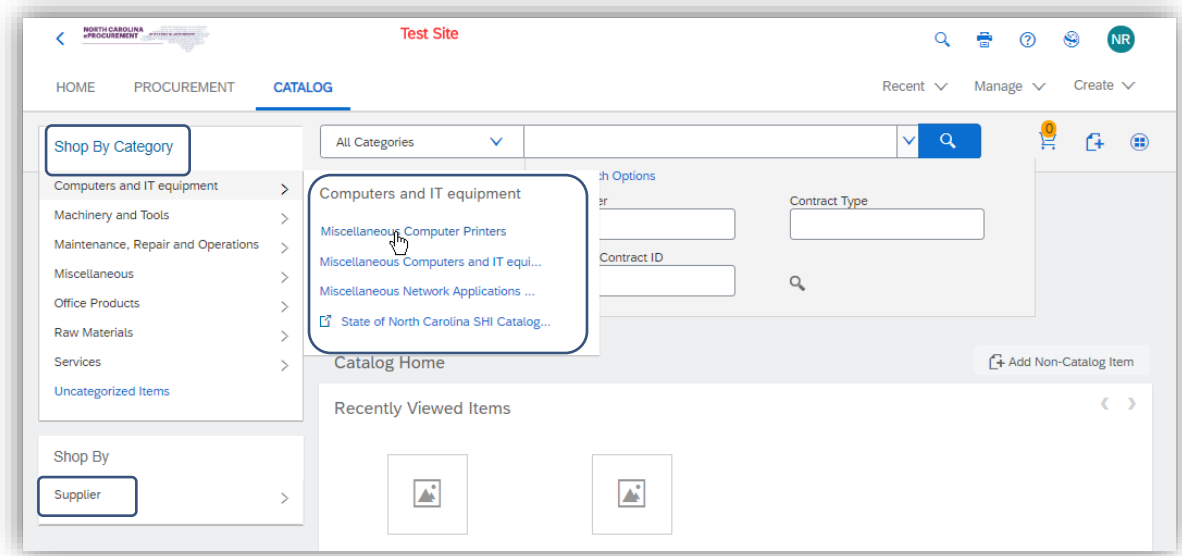 NORTH CAROLINA
ePROCUREMENT
Test Site
NR
HOME PROCUREMENT CATALOG
Recent Manage Create
Shop By Category
All Categories
0
Computers and IT equipment
Machinery and Tools
Maintenance, Repair and Operations
Miscellaneous
Office Products
Raw Materials
Services
Uncategorized Items
Computers and IT equipment
Miscellaneous Computer Printers
Miscellaneous Computers and IT equi...
Miscellaneous Network Applications ...
State of North Carolina SHI Catalog...
ch Options
er
Contract Type
Contract ID
Catalog Home
Add Non-Catalog Item
Recently Viewed Items
Shop By
Supplier